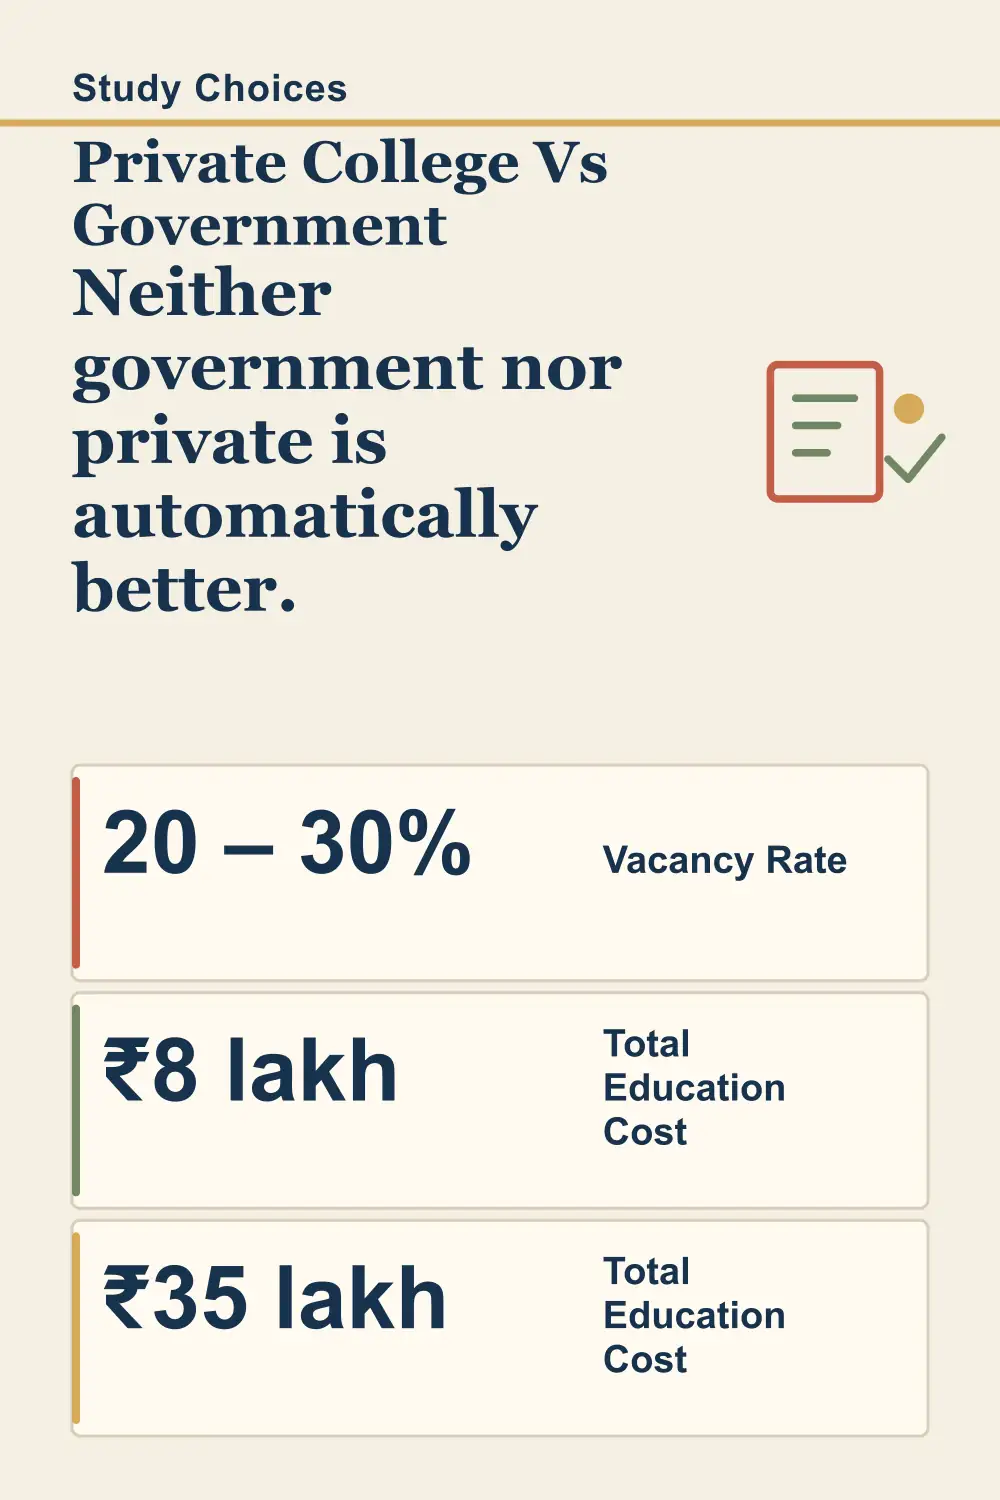 Study Choices
Private College Vs
Government
Neither
government nor
private is
automatically
better.
20 – 30%
Vacancy Rate
₹8 lakh
Total
Education
Cost
₹35 lakh
Total
Education
Cost